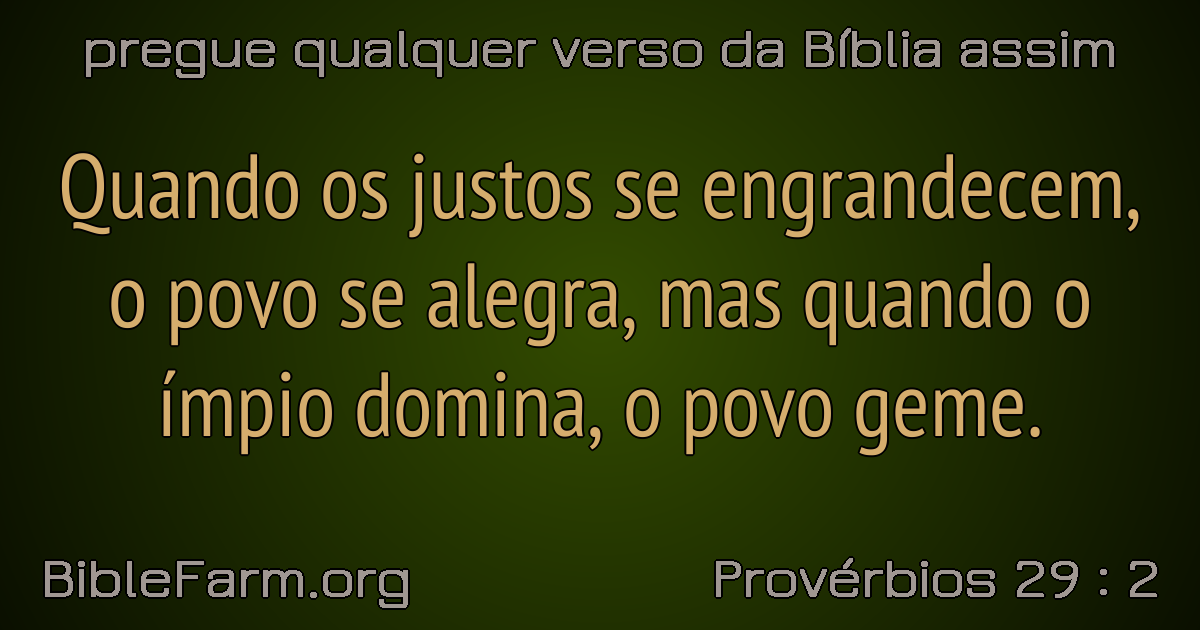 pregue qualquer verso da Bíblia assim
Quando os justos se engrandecem,
o povo se alegra, mas quando o
ímpio domina, o povo geme.
BibleFarm.org
Provérbios 29 : 2